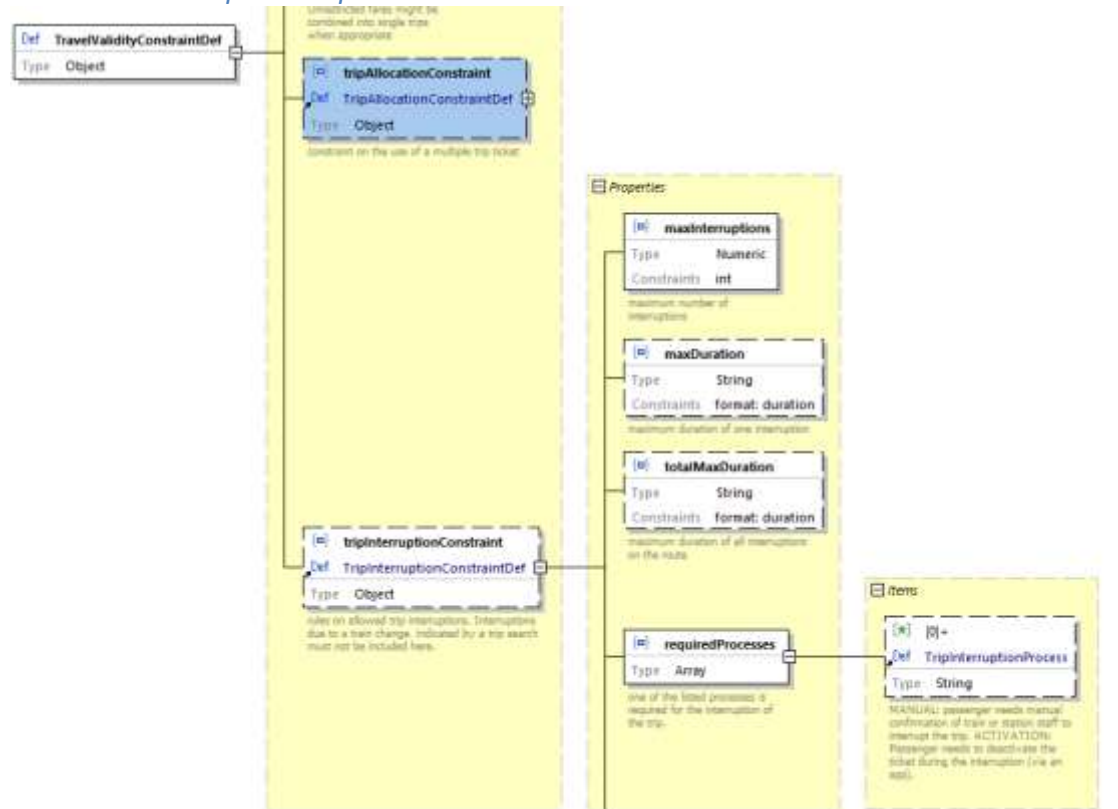 Def TravelValidityConstraintDef
Type Object
Unrestricted fares might be
combined into single trips
when appropriate
tripAllocationConstraint
Def TripAllocationConstraintDef
Type Object
constraint on the use of a multiple trip ticket
Properties
maxInterruptions
Type Numeric
Constraints int
maximum number of
interruptions
maxDuration
Type String
Constraints format: duration
maximum duration of one interruption
totalMaxDuration
Type String
Constraints format: duration
maximum duration of all interruptions
on the route
tripInterruptionConstraint
Def TripInterruptionConstraintDef
Type Object
rules on allowed trip interruptions. Interruptions
due to a train change, indicated by a trip search
must not be included here.
requiredProcesses
Type Array
one of the listed processes is
required for the interruption of
the trip.
Items
[0]+
Def TripInterruptionProcess
Type String
MANUAL: passenger needs manual
confirmation of train or station staff to
interrupt the trip. ACTIVATION:
Passenger needs to deactivate the
ticket during the interruption (via an
app).